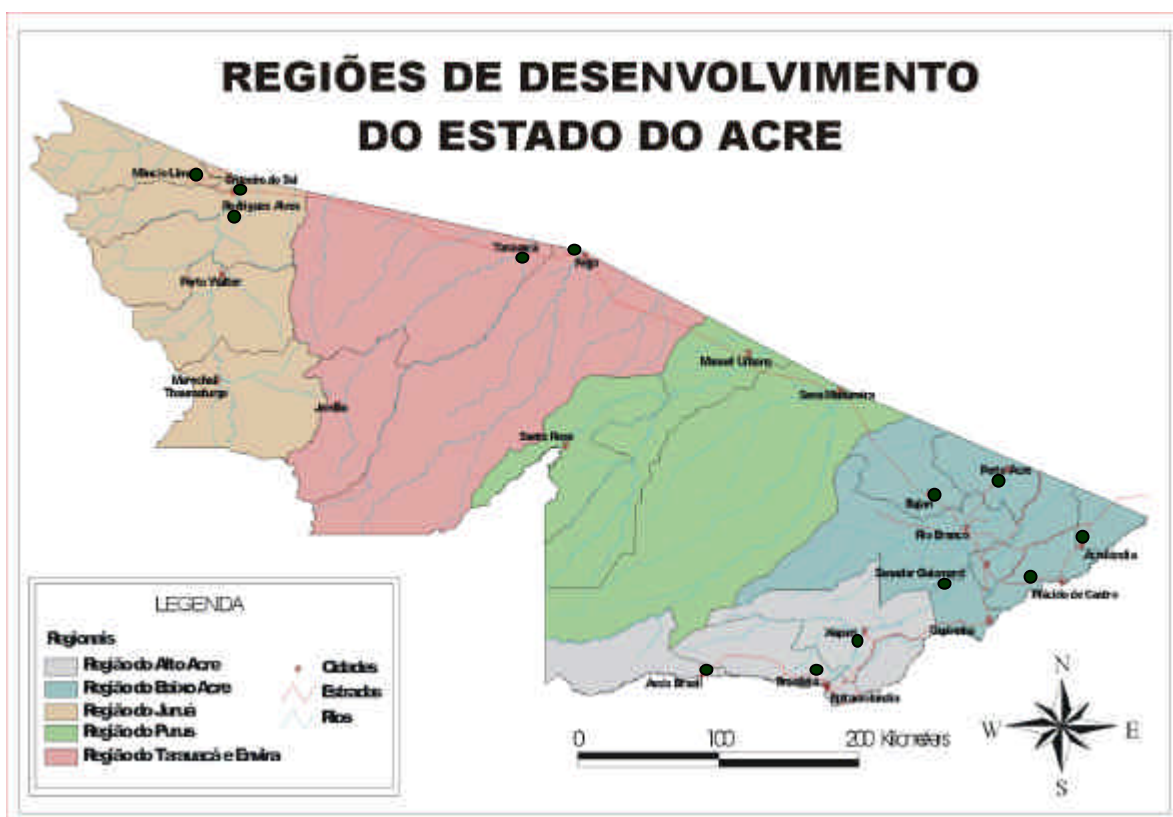 REGIÕES DE DESENVOLVIMENTO
DO ESTADO DO ACRE
Mâncio Lima
Cruzeiro do Sul
Rodrigues Alves
Tarauacá
Feijó
Porto Walter
Manoel Urbano
Marechal
Thaumaturgo
Sena Madureira
Jordão
Santa Rosa
Porto Acre
Bujari
Rio Branco
Acrelândia
Senador Guiomard
Plácido de Castro
Xapuri
Capixaba
Assis Brasil
Brasiléia
Epitaciolândia
LEGENDA
Regionais
Região do Alto Acre
Região do Baixo Acre
Região do Juruá
Região do Purus
Região do Tarauacá e Envira
Cidades
Estradas
Rios
0 100 200 Kilometers
N
W E
S